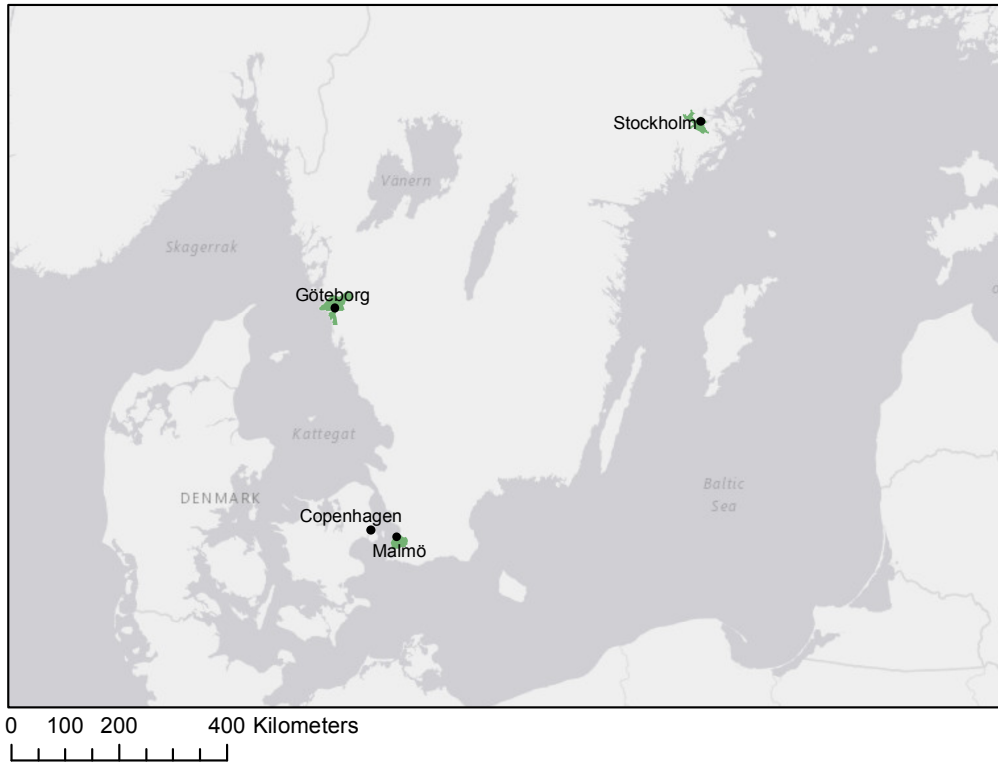 Stockholm
Vänern
Skagerrak
Göteborg
Kattegat
Baltic
Sea
DENMARK
Copenhagen
Malmö
0 100 200 400 Kilometers